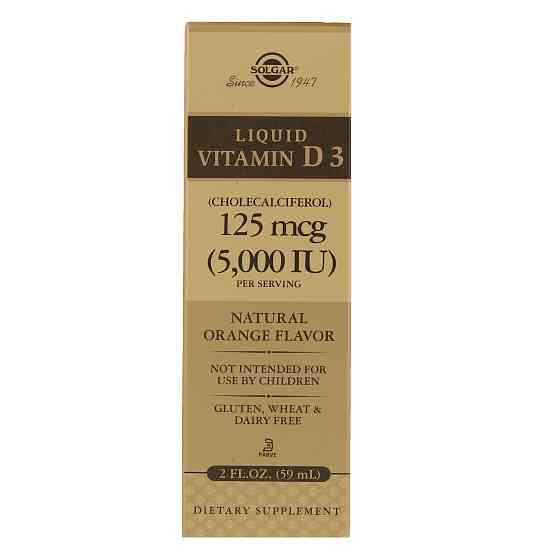 SOLGAR®
Since 1947
LIQUID
VITAMIN D 3
(CHOLECALCIFEROL)
125 mcg
(5,000 IU)
PER SERVING
NATURAL
ORANGE FLAVOR
NOT INTENDED FOR
USE BY CHILDREN
GLUTEN, WHEAT &
DAIRY FREE
PARVE
2 FL.OZ. (59 mL)
DIETARY SUPPLEMENT